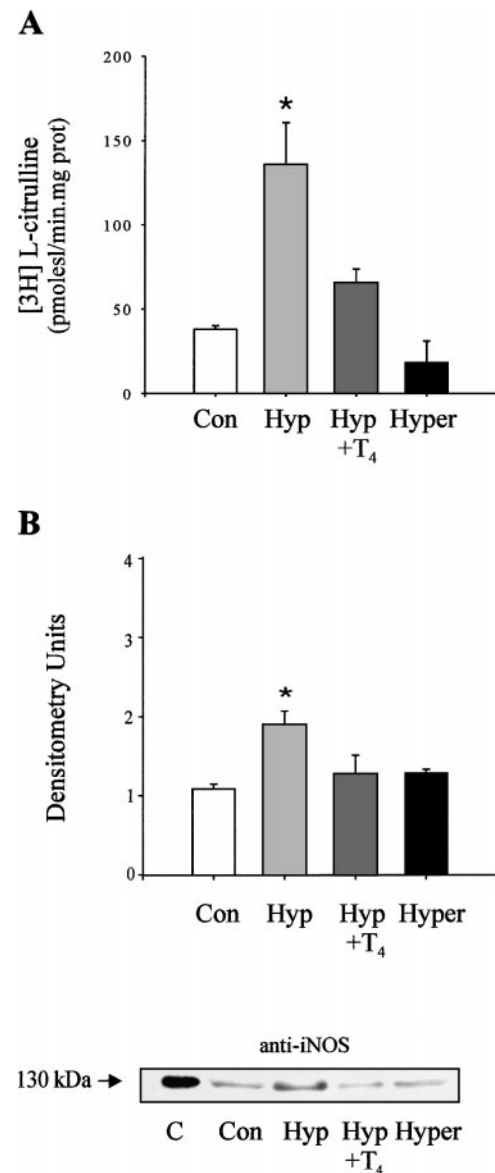 A
[3H] L-citrulline
(pmolesl/min.mg prot)
200
150
100
50
0
*
Con Hyp Hyp Hyper
+T₄
B
Densitometry Units
4
3
2
1
0
*
Con Hyp Hyp Hyper
+T₄
anti-iNOS
130 kDa →
C Con Hyp Hyp Hyper
+T₄